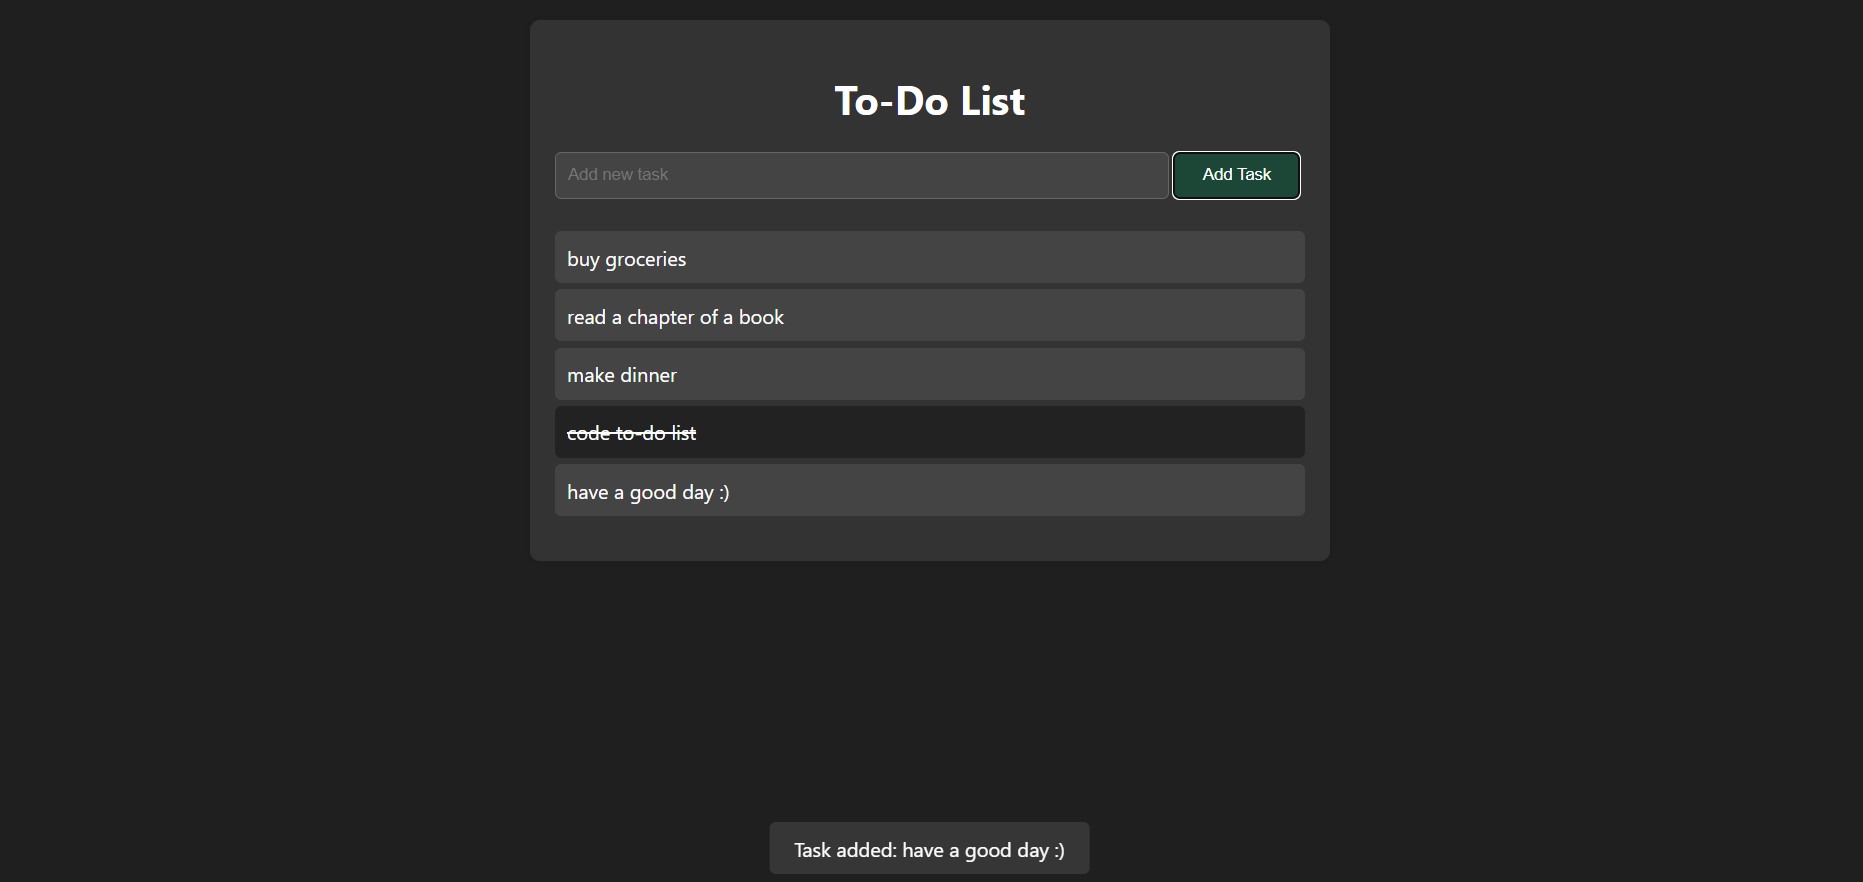 To-Do List
Add new task
Add Task
buy groceries
read a chapter of a book
make dinner
code to-do list
have a good day :)
Task added: have a good day :)